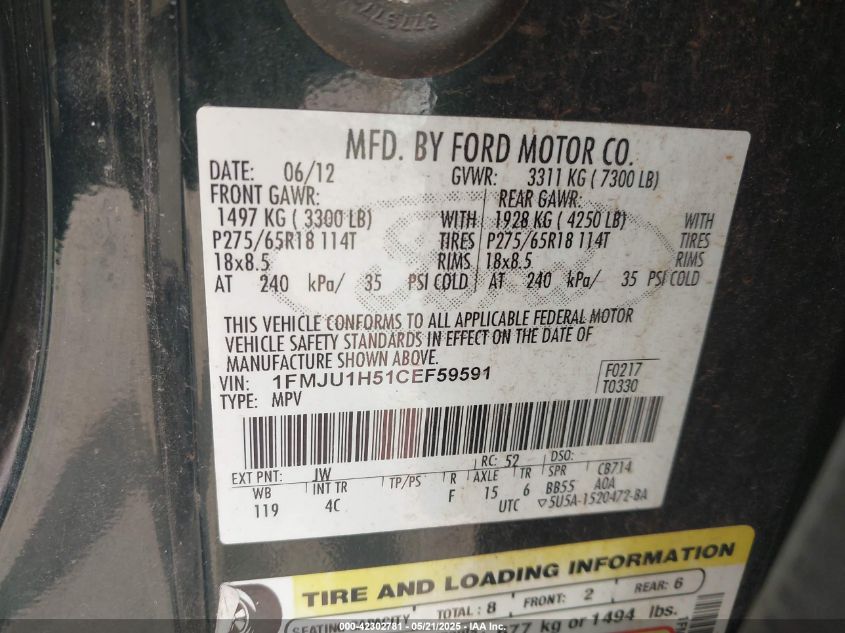 MFD. BY FORD MOTOR CO.
DATE: 06/12 GVWR: 3311 KG ( 7300 LB)
FRONT GAWR: REAR GAWR:
1497 KG ( 3300 LB) WITH 1928 KG ( 4250 LB) WITH
P275/65R18 114T TIRES P275/65R18 114T TIRES
18x8.5 RIMS 18x8.5 RIMS
AT 240 kPa/ 35 PSI COLD AT 240 kPa/ 35 PSI COLD
THIS VEHICLE CONFORMS TO ALL APPLICABLE FEDERAL MOTOR
VEHICLE SAFETY STANDARDS IN EFFECT ON THE DATE OF
MANUFACTURE SHOWN ABOVE.
VIN: 1FMJU1H51CEF59591 F0217
TYPE: MPV T0330
EXT PNT: JW RC: 52 DSO:
WB INT TR TP/PS R AXLE TR SPR CB714
119 4C F 15 6 BB55 A0A
UTC ▽5U5A-1520472-BA
TIRE AND LOADING INFORMATION
SEATING CAPACITY TOTAL : 8 FRONT: 2 REAR: 6
kg or 1494 lbs.
000-42302781 - 05/21/2025 - IAAI.com